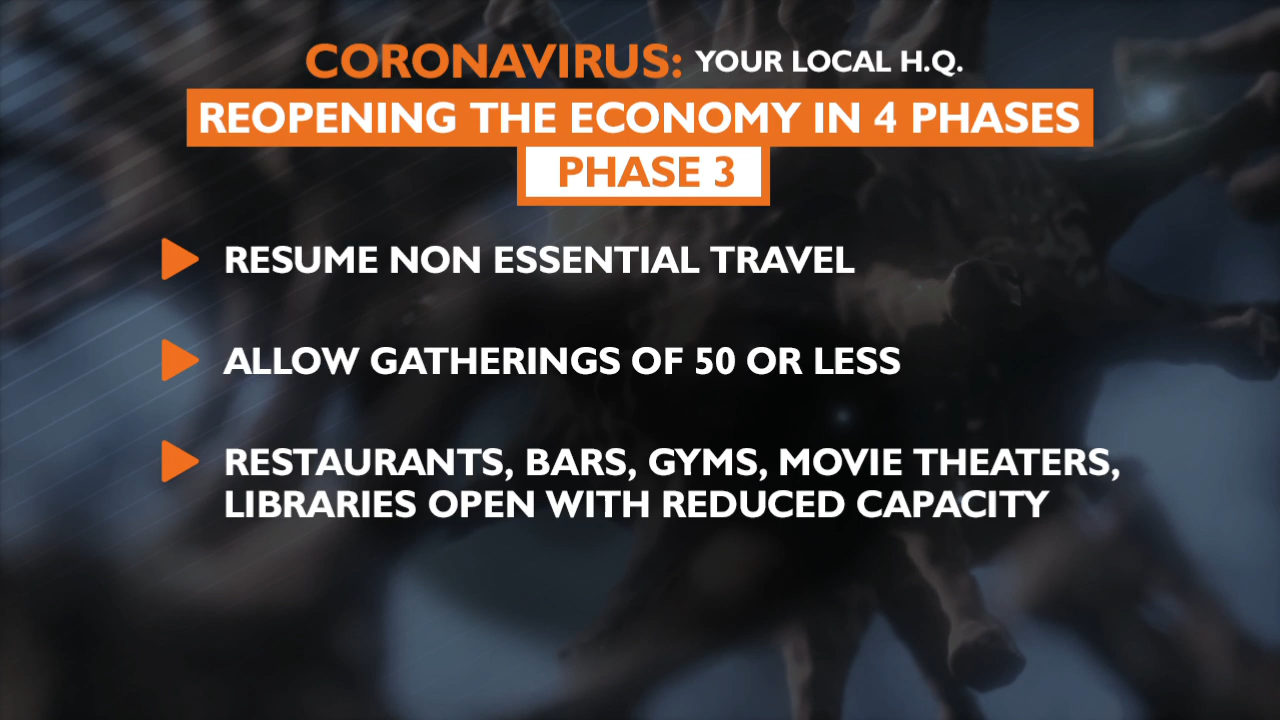 CORONAVIRUS: YOUR LOCAL H.Q.
REOPENING THE ECONOMY IN 4 PHASES
PHASE 3
RESUME NON ESSENTIAL TRAVEL
ALLOW GATHERINGS OF 50 OR LESS
RESTAURANTS, BARS, GYMS, MOVIE THEATERS,
LIBRARIES OPEN WITH REDUCED CAPACITY